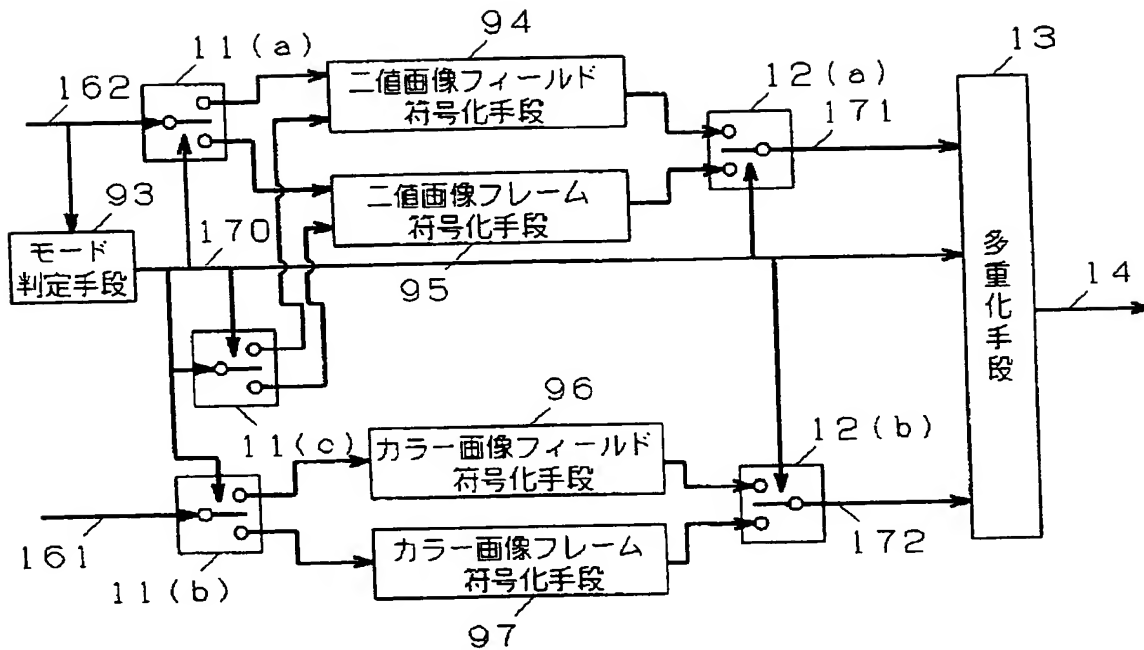 94
11(a)
13
162
二値画像フィールド
符号化手段
12(a)
171
93
二値画像フレーム
符号化手段
モード
判定手段
170
95
多重化手段
14
96
11(c)
カラー画像フィールド
符号化手段
12(b)
161
カラー画像フレーム
符号化手段
172
11(b)
97